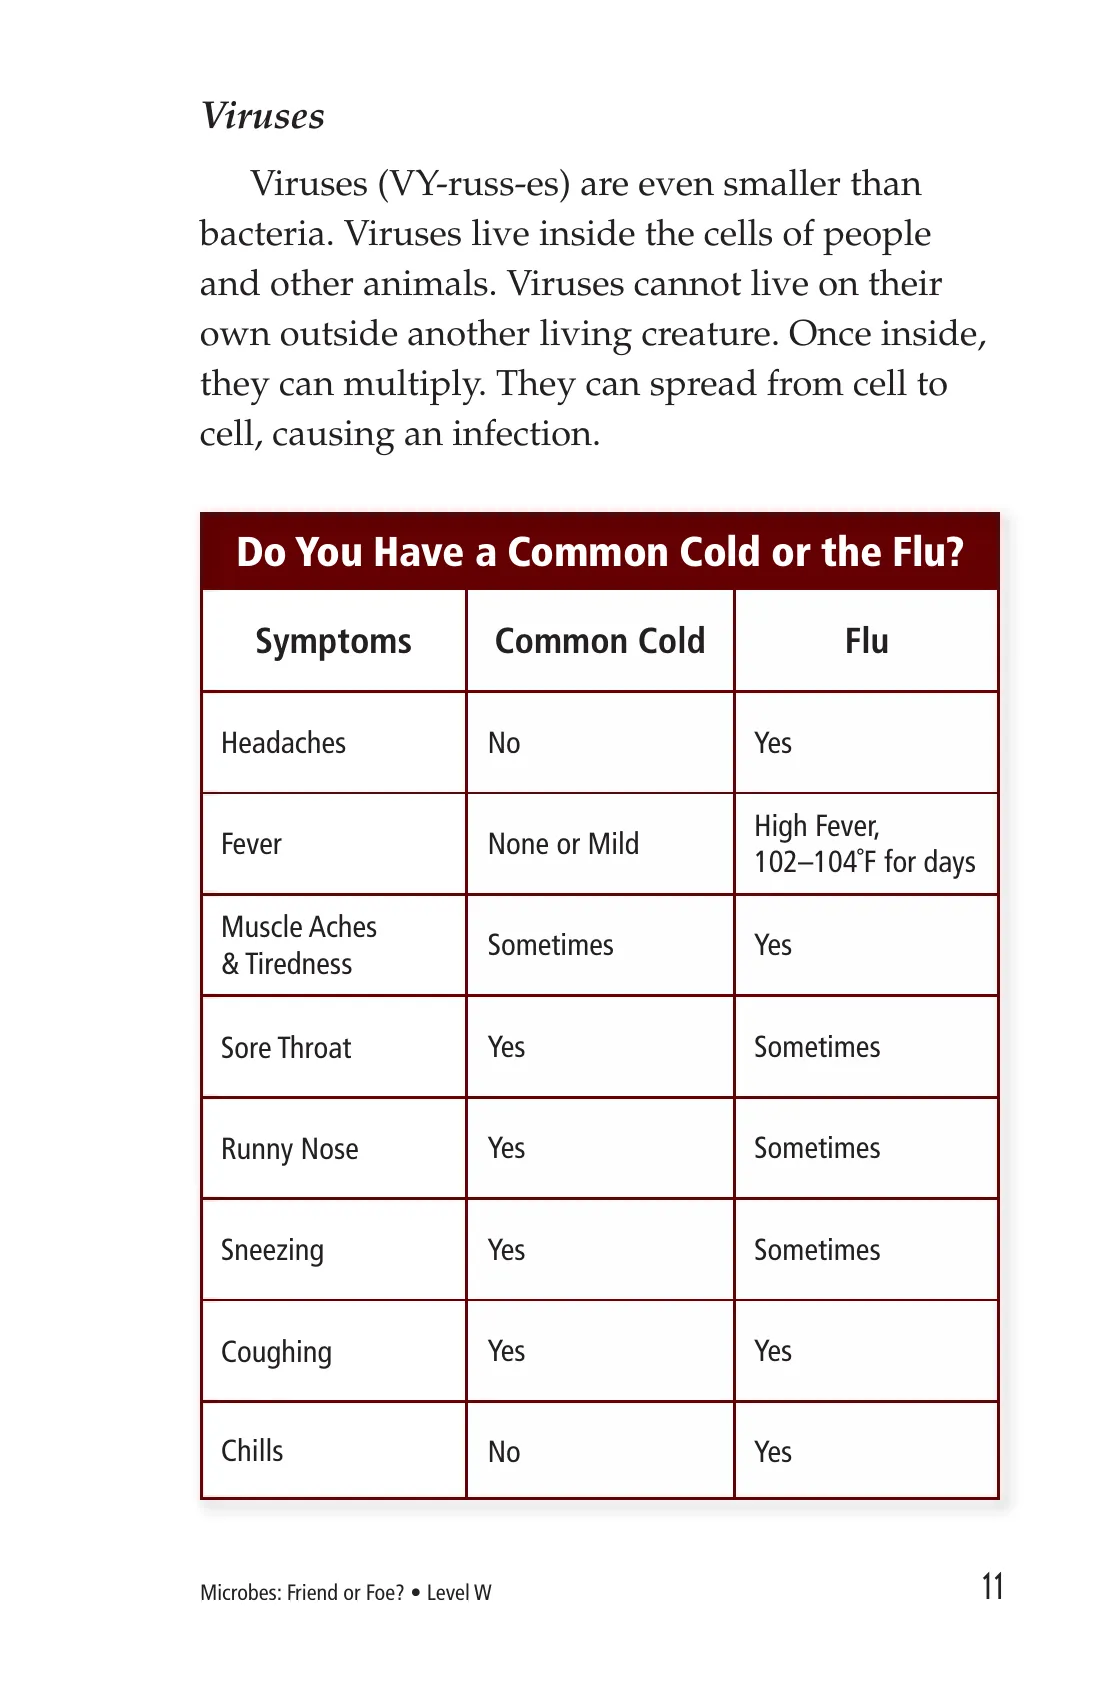 Viruses
Viruses (VY-russ-es) are even smaller than
bacteria. Viruses live inside the cells of people
and other animals. Viruses cannot live on their
own outside another living creature. Once inside,
they can multiply. They can spread from cell to
cell, causing an infection.
Do You Have a Common Cold or the Flu?
Symptoms Common Cold Flu
Headaches No Yes
Fever None or Mild High Fever,
102–104˚F for days
Muscle Aches
& Tiredness Sometimes Yes
Sore Throat Yes Sometimes
Runny Nose Yes Sometimes
Sneezing Yes Sometimes
Coughing Yes Yes
Chills No Yes
Microbes: Friend or Foe? • Level W 11